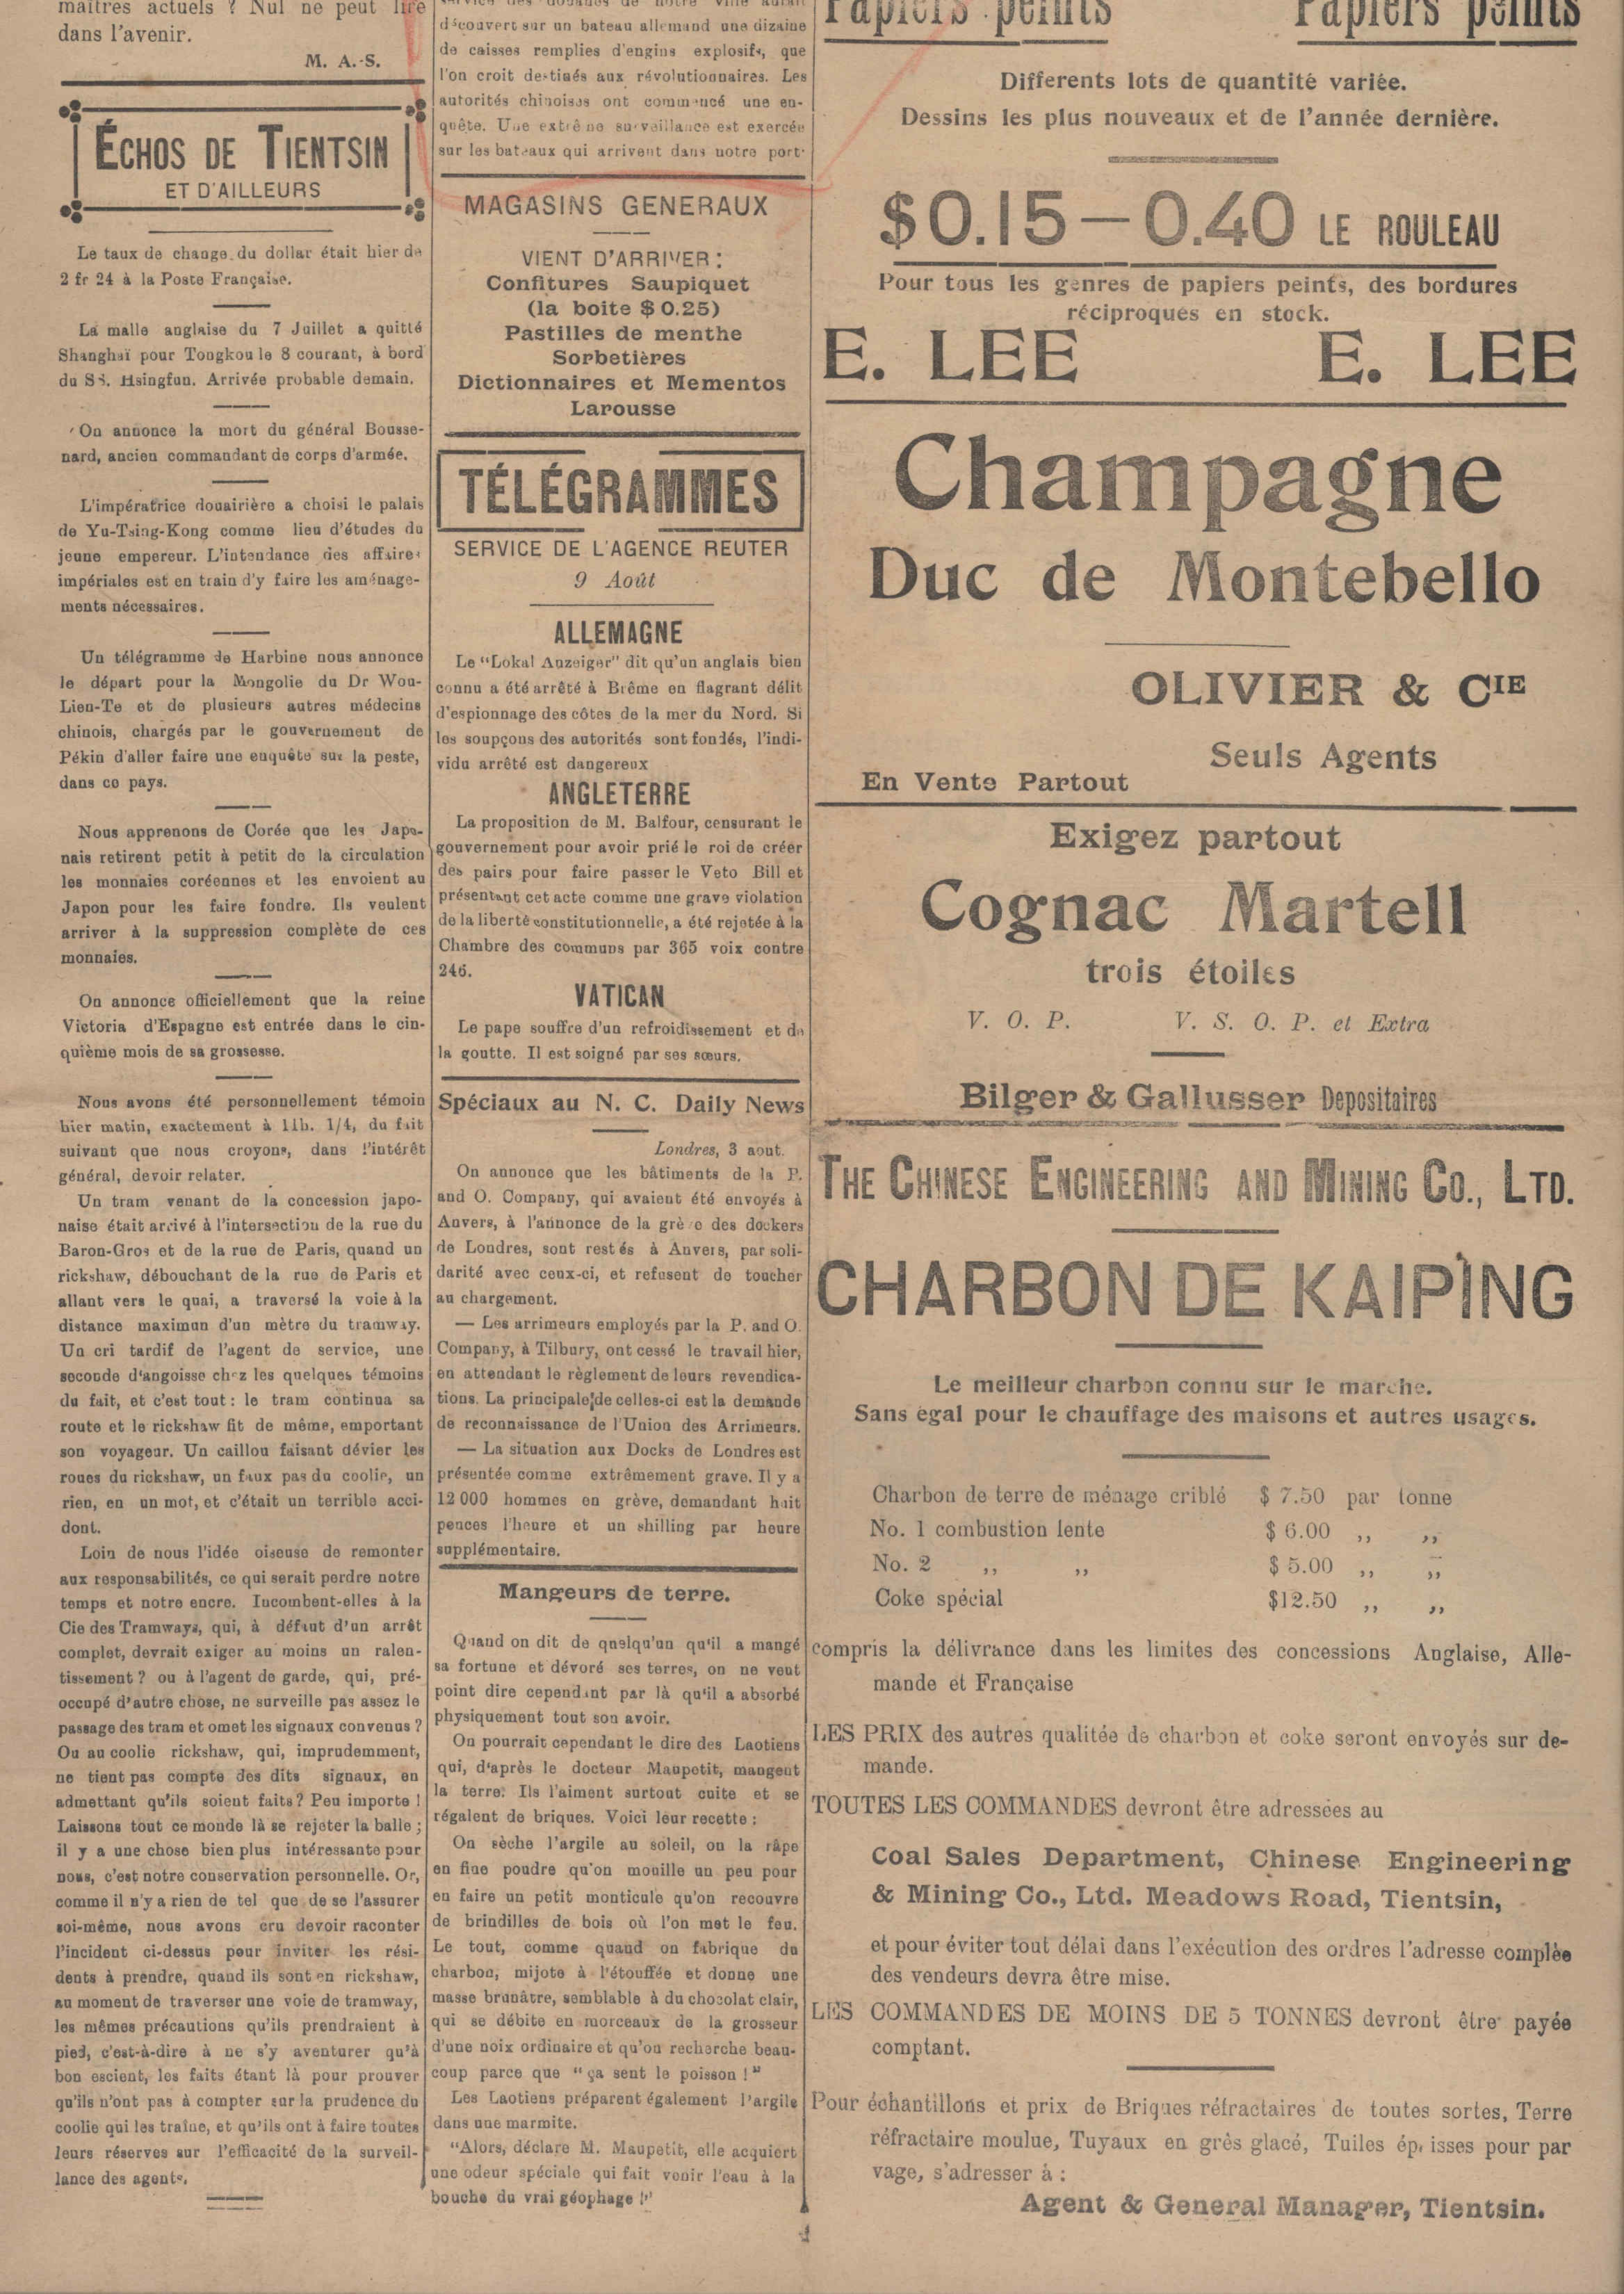 maîtres actuels ? Nul ne peut lire
dans l'avenir.
M. A.-S.
ÉCHOS DE TIENTSIN
ET D'AILLEURS
Le taux de change du dollar était hier de
2 fr 24 à la Poste Française.
La malle anglaise du 7 Juillet a quitté
Shanghaï pour Tongkou le 8 courant, à bord
du SS. Hsingfun. Arrivée probable demain.
On annonce la mort du général Bousse-
nard, ancien commandant de corps d'armée.
L'impératrice douairière a choisi le palais
de Yu-Tsing-Kong comme lieu d'études du
jeune empereur. L'intendance des affaires
impériales est en train d'y faire les aménage-
ments nécessaires.
Un télégramme de Harbine nous annonce
le départ pour la Mongolie du Dr Wou-
Lien-Te et de plusieurs autres médecins
chinois, chargés par le gouvernement de
Pékin d'aller faire une enquête sur la peste,
dans ce pays.
Nous apprenons de Corée que les Japo-
nais retirent petit à petit de la circulation
les monnaies coréennes et les envoient au
Japon pour les faire fondre. Ils veulent
arriver à la suppression complète de ces
monnaies.
On annonce officiellement que la reine
Victoria d'Espagne est entrée dans le cin-
quième mois de sa grossesse.
Nous avons été personnellement témoin
hier matin, exactement à 11h. 1/4, du fait
suivant que nous croyons, dans l'intérêt
général, devoir relater.
Un tram venant de la concession japo-
naise était arrivé à l'intersection de la rue du
Baron-Gros et de la rue de Paris, quand un
rickshaw, débouchant de la rue de Paris et
allant vers le quai, a traversé la voie à la
distance maximun d'un mètre du tramway.
Un cri tardif de l'agent de service, une
seconde d'angoisse chez les quelques témoins
du fait, et c'est tout : le tram continua sa
route et le rickshaw fit de même, emportant
son voyageur. Un caillou faisant dévier les
roues du rickshaw, un faux pas du coolie, un
rien, en un mot, et c'était un terrible acci-
dent.
Loin de nous l'idée oiseuse de remonter
aux responsabilités, ce qui serait perdre notre
temps et notre encre. Incombent-elles à la
Cie des Tramways, qui, à défaut d'un arrêt
complet, devrait exiger au moins un ralen-
tissement ? ou à l'agent de garde, qui, pré-
occupé d'autre chose, ne surveille pas assez le
passage des tram et omet les signaux convenus ?
Ou au coolie rickshaw, qui, imprudemment,
ne tient pas compte des dits signaux, en
admettant qu'ils soient faits ? Peu importe !
Laissons tout ce monde là se rejeter la balle ;
il y a une chose bien plus intéressante pour
nous, c'est notre conservation personnelle. Or,
comme il n'y a rien de tel que de se l'assurer
soi-même, nous avons cru devoir raconter
l'incident ci-dessus pour inviter les rési-
dents à prendre, quand ils sont en rickshaw,
au moment de traverser une voie de tramway,
les mêmes précautions qu'ils prendraient à
pied, c'est-à-dire à ne s'y aventurer qu'à
bon escient, les faits étant là pour prouver
qu'ils n'ont pas à compter sur la prudence du
coolie qui les traîne, et qu'ils ont à faire toutes
leurs réserves sur l'efficacité de la surveil-
lance des agents.
service des douanes de notre ville aurait
découvert sur un bateau allemand une dizaine
de caisses remplies d'engins explosifs, que
l'on croit destinés aux révolutionnaires. Les
autorités chinoises ont commencé une en-
quête. Une extrême surveillance est exercée
sur les bateaux qui arrivent dans notre port.
MAGASINS GENERAUX
VIENT D'ARRIVER :
Confitures Saupiquet
(la boite $ 0.25)
Pastilles de menthe
Sorbetières
Dictionnaires et Mementos
Larousse
TÉLÉGRAMMES
SERVICE DE L'AGENCE REUTER
9 Août
ALLEMAGNE
Le "Lokal Anzeiger" dit qu'un anglais bien
connu a été arrêté à Brême en flagrant délit
d'espionnage des côtes de la mer du Nord. Si
les soupçons des autorités sont fondés, l'indi-
vidu arrêté est dangereux
ANGLETERRE
La proposition de M. Balfour, censurant le
gouvernement pour avoir prié le roi de créer
des pairs pour faire passer le Veto Bill et
présentant cet acte comme une grave violation
de la liberté constitutionnelle, a été rejetée à la
Chambre des communs par 365 voix contre
246.
VATICAN
Le pape souffre d'un refroidissement et de
la goutte. Il est soigné par ses sœurs.
Spéciaux au N. C. Daily News
Londres, 3 aout.
On annonce que les bâtiments de la P.
and O. Company, qui avaient été envoyés à
Anvers, à l'annonce de la grève des dockers
de Londres, sont restés à Anvers, par soli-
darité avec ceux-ci, et refusent de toucher
au chargement.
— Les arrimeurs employés par la P. and O.
Company, à Tilbury, ont cessé le travail hier,
en attendant le règlement de leurs revendica-
tions. La principale de celles-ci est la demande
de reconnaissance de l'Union des Arrimeurs.
— La situation aux Docks de Londres est
présentée comme extrêmement grave. Il y a
12 000 hommes en grève, demandant huit
pences l'heure et un shilling par heure
supplémentaire.
Mangeurs de terre.
Quand on dit de quelqu'un qu'il a mangé
sa fortune et dévoré ses terres, on ne veut
point dire cependant par là qu'il a absorbé
physiquement tout son avoir.
On pourrait cependant le dire des Laotiens
qui, d'après le docteur Maupetit, mangent
la terre. Ils l'aiment surtout cuite et se
régalent de briques. Voici leur recette :
On sèche l'argile au soleil, on la râpe
en fine poudre qu'on mouille un peu pour
en faire un petit monticule qu'on recouvre
de brindilles de bois où l'on met le feu.
Le tout, comme quand on fabrique du
charbon, mijote à l'étouffée et donne une
masse brunâtre, semblable à du chocolat clair,
qui se débite en morceaux de la grosseur
d'une noix ordinaire et qu'on recherche beau-
coup parce que "ça sent le poisson !"
Les Laotiens préparent également l'argile
dans une marmite.
"Alors, déclare M. Maupetit, elle acquiert
une odeur spéciale qui fait venir l'eau à la
bouche du vrai géophage !"
Papiers peints Papiers peints
Differents lots de quantité variée.
Dessins les plus nouveaux et de l'année dernière.
$ 0.15 — 0.40 LE ROULEAU
Pour tous les genres de papiers peints, des bordures
réciproques en stock.
E. LEE E. LEE
Champagne
Duc de Montebello
OLIVIER & CIE
Seuls Agents
En Vente Partout
Exigez partout
Cognac Martell
trois étoiles
V. O. P. V. S. O. P. et Extra
Bilger & Gallusser Depositaires
THE CHINESE ENGINEERING AND MINING CO., LTD.
CHARBON DE KAIPING
Le meilleur charbon connu sur le marche.
Sans egal pour le chauffage des maisons et autres usages.
Charbon de terre de ménage criblé $ 7.50 par tonne
No. 1 combustion lente $ 6.00 ,, ,,
No. 2 ,, ,, $ 5.00 ,, ,,
Coke spécial $12.50 ,, ,,
compris la délivrance dans les limites des concessions Anglaise, Alle-
mande et Française
LES PRIX des autres qualitée de charbon et coke seront envoyés sur de-
mande.
TOUTES LES COMMANDES devront être adressées au
Coal Sales Department, Chinese Engineering
& Mining Co., Ltd. Meadows Road, Tientsin,
et pour éviter tout délai dans l'exécution des ordres l'adresse complèe
des vendeurs devra être mise.
LES COMMANDES DE MOINS DE 5 TONNES devront être payée
comptant.
Pour échantillons et prix de Briques réfractaires de toutes sortes, Terre
réfractaire moulue, Tuyaux en grès glacé, Tuiles ép isses pour par
vage, s'adresser à :
Agent & General Manager, Tientsin.